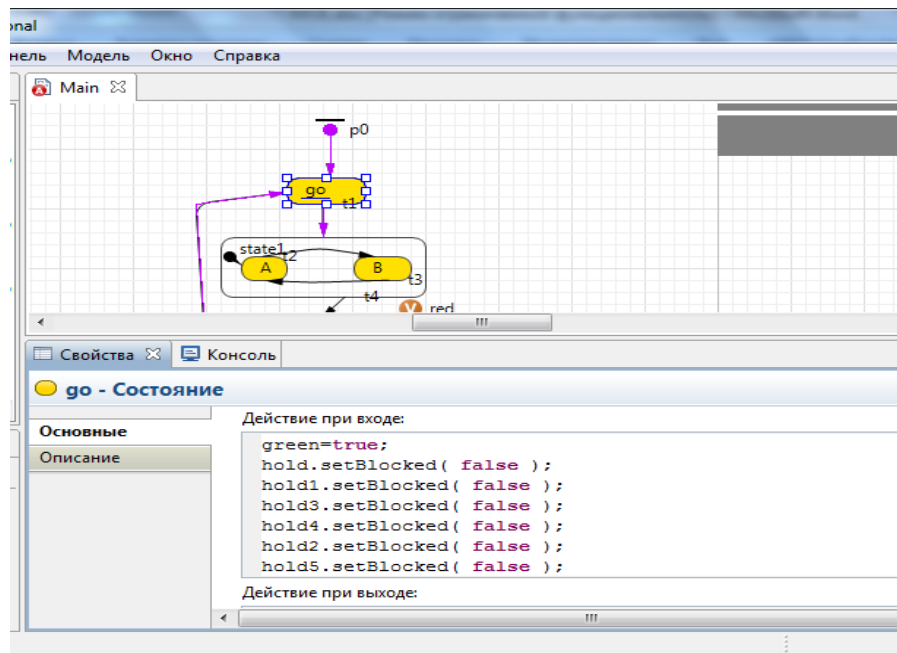 onal
нель Модель Окно Справка
Main
p0
go
t1
state1
t2
A
B
t3
t4
V red
Свойства Консоль
go - Состояние
Основные
Описание
Действие при входе:
green=true;
hold.setBlocked( false );
hold1.setBlocked( false );
hold3.setBlocked( false );
hold4.setBlocked( false );
hold2.setBlocked( false );
hold5.setBlocked( false );
Действие при выходе: